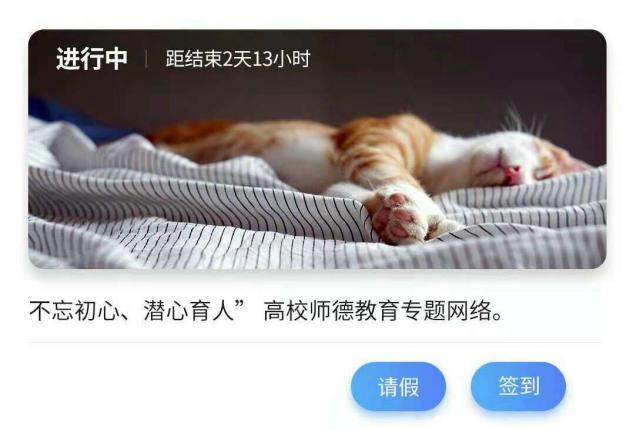 进行中 | 距结束2天13小时
不忘初心、潜心育人” 高校师德教育专题网络。
请假 签到